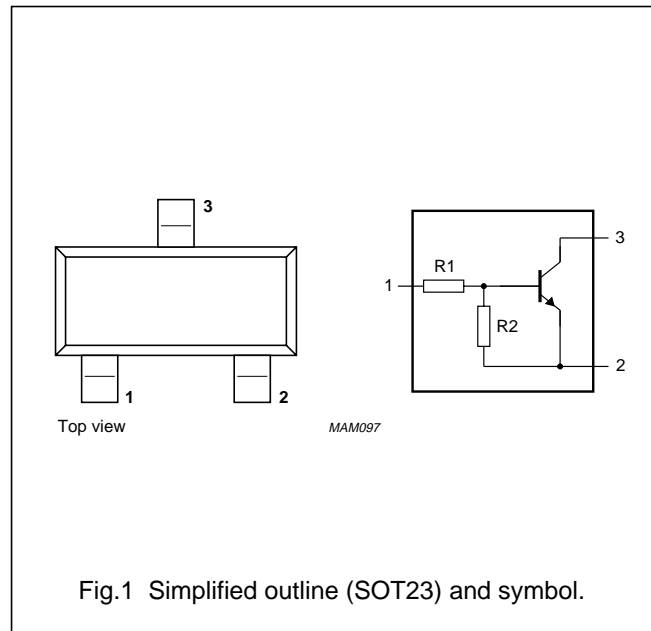 3
1
2
Top view
MAM097
R1
R2
1
3
2
Fig.1 Simplified outline (SOT23) and symbol.